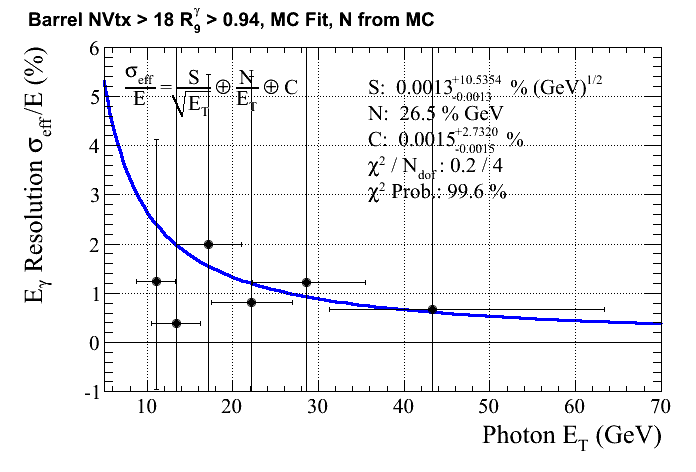 Barrel NVtx > 18 R₉ᵞ > 0.94, MC Fit, N from MC
σ_eff/E = S/√E_T ⊕ N/E_T ⊕ C
S: 0.0013 +10.5354 -0.0013 % (GeV)^1/2
N: 26.5 % GeV
C: 0.0015 +2.7320 -0.0015 %
χ² / N_dof : 0.2 / 4
χ² Prob.: 99.6 %
E_γ Resolution σ_eff/E (%)
6
5
4
3
2
1
0
-1
10 20 30 40 50 60 70
Photon E_T (GeV)